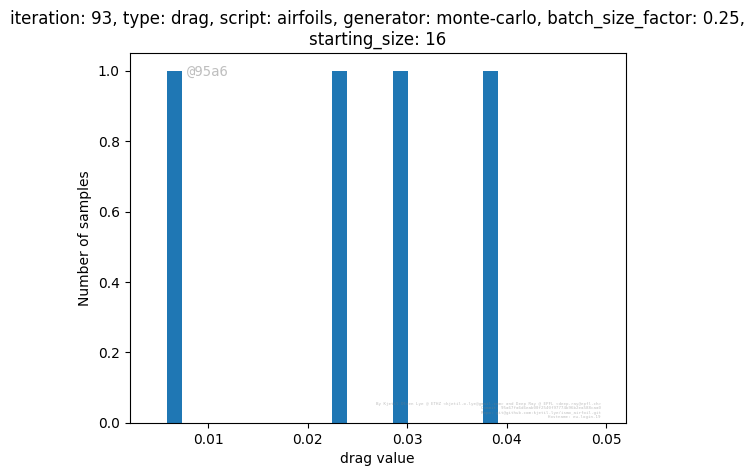 iteration: 93, type: drag, script: airfoils, generator: monte-carlo, batch_size_factor: 0.25,
starting_size: 16
@95a6
1.0
0.8
0.6
0.4
0.2
0.0
Number of samples
0.01
0.02
0.03
0.04
0.05
drag value